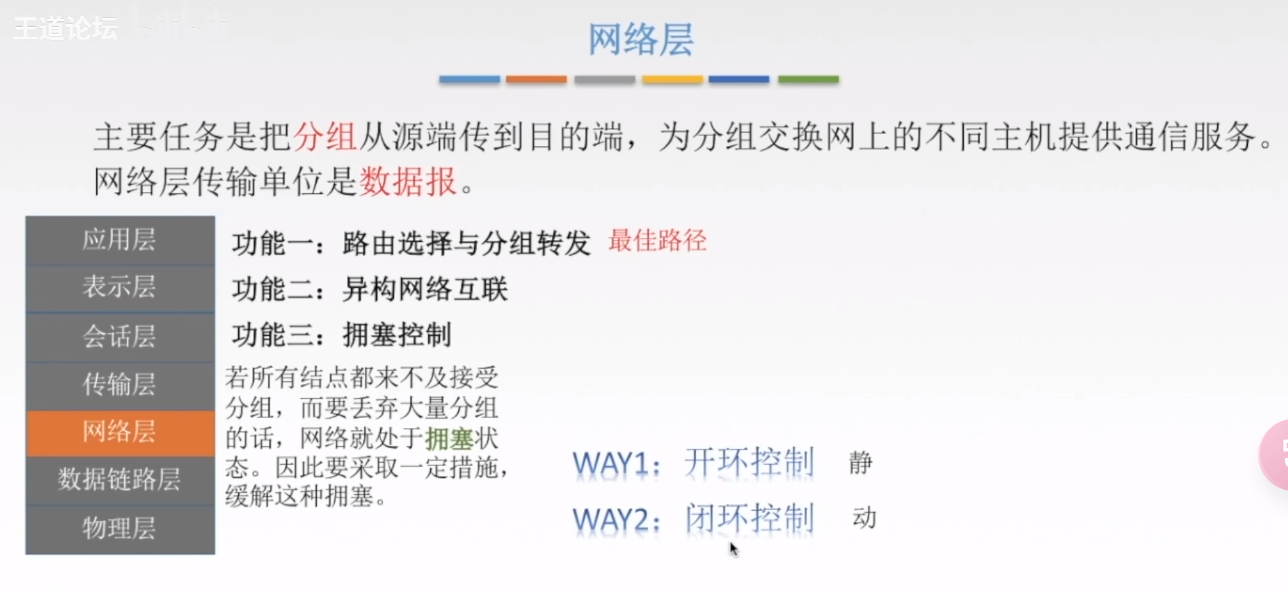 王道论坛
网络层
主要任务是把分组从源端传到目的端，为分组交换网上的不同主机提供通信服务。
网络层传输单位是数据报。
应用层
表示层
会话层
传输层
网络层
数据链路层
物理层
功能一：路由选择与分组转发 最佳路径
功能二：异构网络互联
功能三：拥塞控制
若所有结点都来不及接受
分组，而要丢弃大量分组
的话，网络就处于拥塞状
态。因此要采取一定措施，
缓解这种拥塞。
WAY1：开环控制 静
WAY2：闭环控制 动